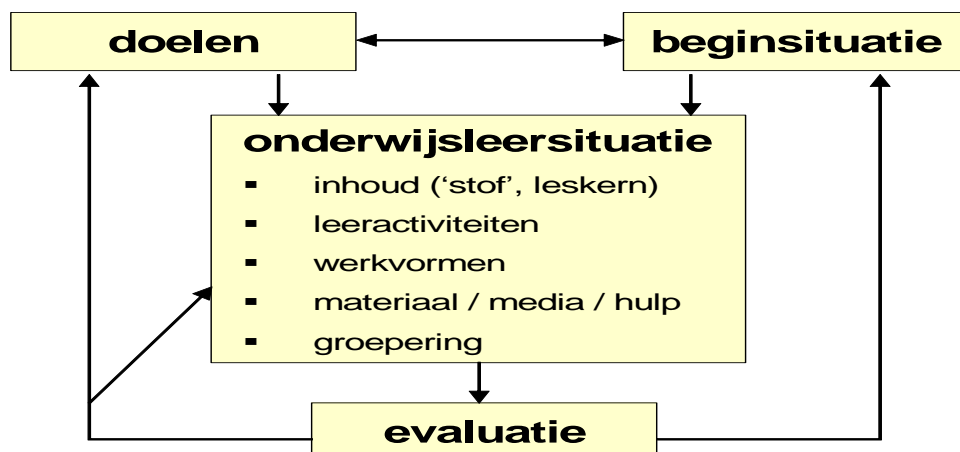 doelen
beginsituatie
onderwijsleersituatie
▪ inhoud (‘stof’, leskern)
▪ leeractiviteiten
▪ werkvormen
▪ materiaal / media / hulp
▪ groepering
evaluatie